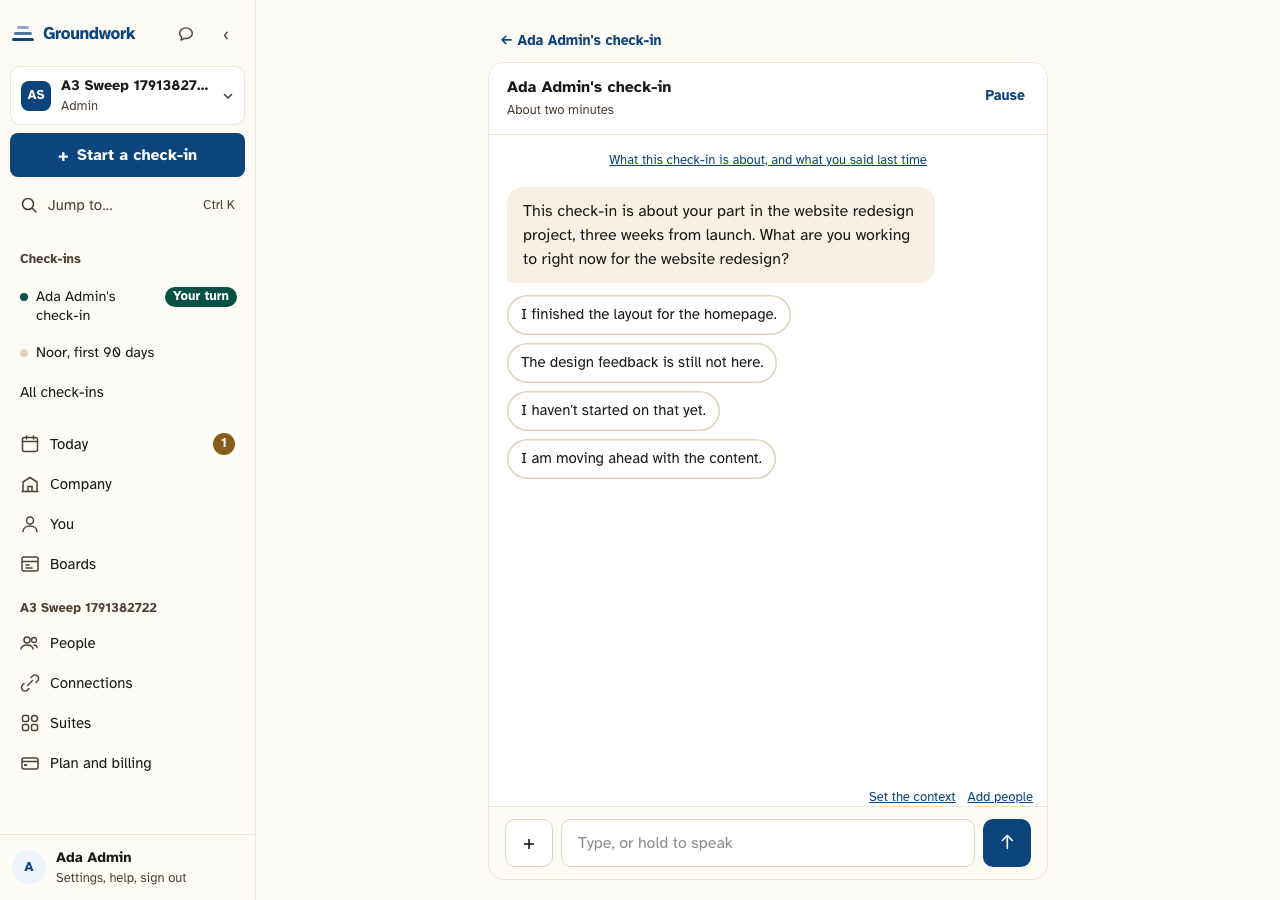 Groundwork
AS
A3 Sweep 17913827...
Admin
+ Start a check-in
Jump to...
Ctrl K
Check-ins
Ada Admin's
check-in
Your turn
Noor, first 90 days
All check-ins
Today
1
Company
You
Boards
A3 Sweep 1791382722
People
Connections
Suites
Plan and billing
A
Ada Admin
Settings, help, sign out
← Ada Admin's check-in
Ada Admin's check-in
About two minutes
Pause
What this check-in is about, and what you said last time
This check-in is about your part in the website redesign
project, three weeks from launch. What are you working
to right now for the website redesign?
I finished the layout for the homepage.
The design feedback is still not here.
I haven't started on that yet.
I am moving ahead with the content.
Set the context
Add people
+
Type, or hold to speak